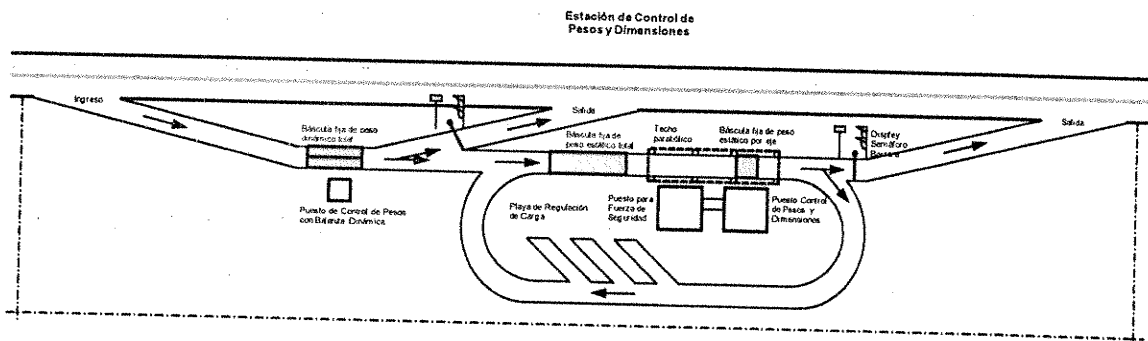 Estación de Control de
Pesos y Dimensiones
Ingreso
Salida
Salida
Báscula fija de peso
dinámico total
Báscula fija de
peso estático total
Techo
parabólico
Báscula fija de peso
estático por eje
Display
Semáforo
Barrera
Puesto de Control de Pesos
con Balanza Dinámica
Playa de Regulación
de Carga
Puesto para
Fuerza de
Seguridad
Puesto Control
de Pesos y
Dimensiones